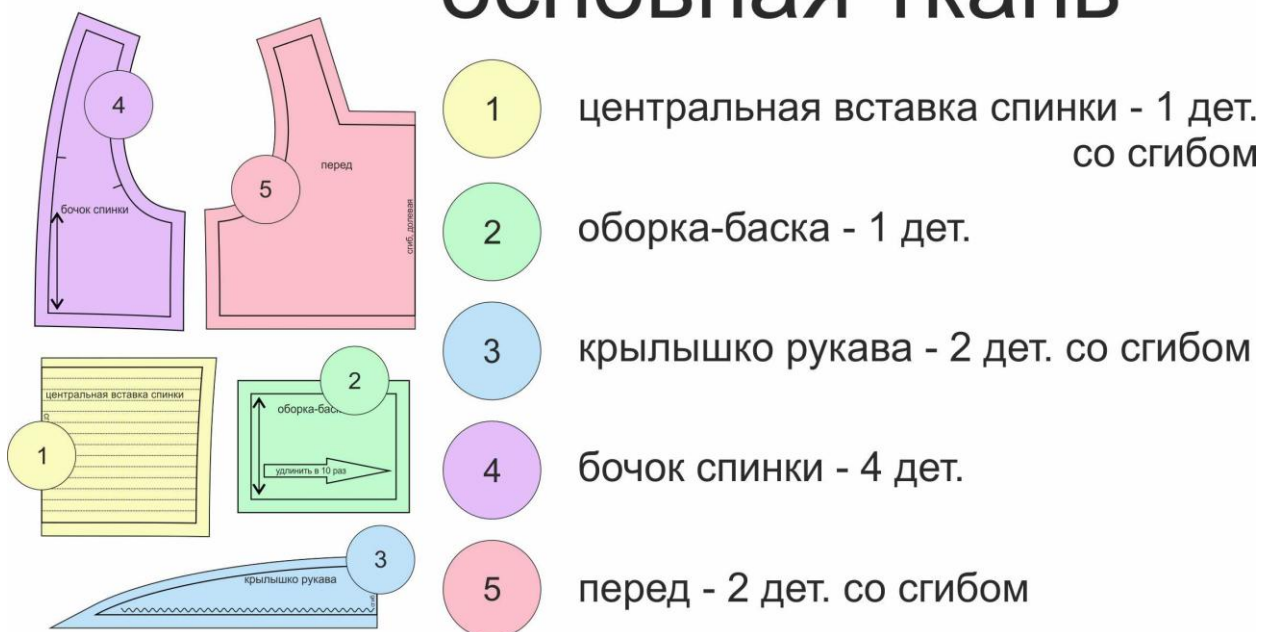 основная ткань
4
бочок спинки
5
перед
сгиб, долевая
1
центральная вставка спинки
2
оборка-бас
удлинить в 10 раз
3
крылышко рукава
1 центральная вставка спинки - 1 дет.
со сгибом
2 оборка-баска - 1 дет.
3 крылышко рукава - 2 дет. со сгибом
4 бочок спинки - 4 дет.
5 перед - 2 дет. со сгибом